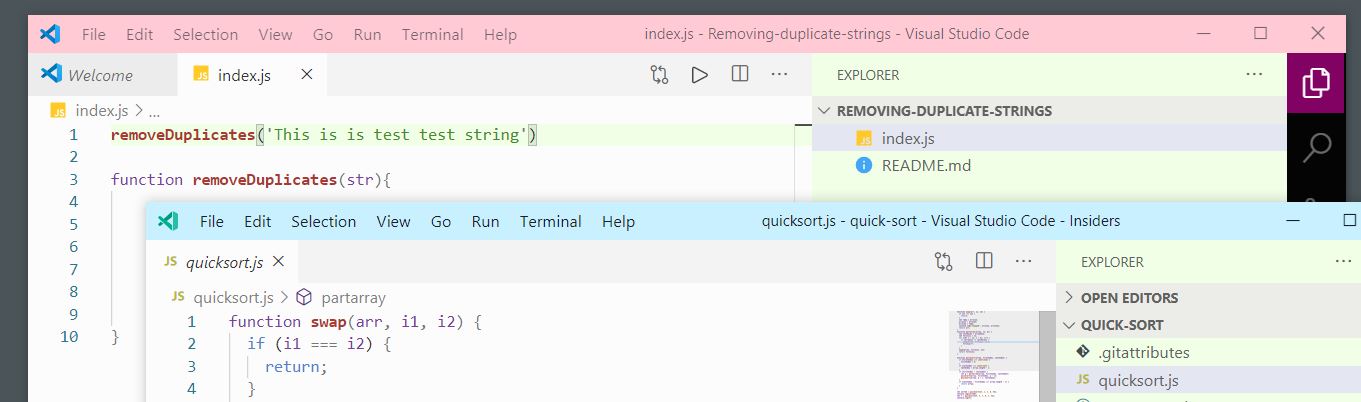 File Edit Selection View Go Run Terminal Help index.js - Removing-duplicate-strings - Visual Studio Code
Welcome index.js
JS index.js > ...
1 removeDuplicates('This is is test test string')
2
3 function removeDuplicates(str){
4
5
6
7
8
9
10 }
EXPLORER
REMOVING-DUPLICATE-STRINGS
JS index.js
README.md
File Edit Selection View Go Run Terminal Help quicksort.js - quick-sort - Visual Studio Code - Insiders
JS quicksort.js
JS quicksort.js > partarray
1 function swap(arr, i1, i2) {
2 if (i1 === i2) {
3 return;
4 }
EXPLORER
OPEN EDITORS
QUICK-SORT
.gitattributes
JS quicksort.js